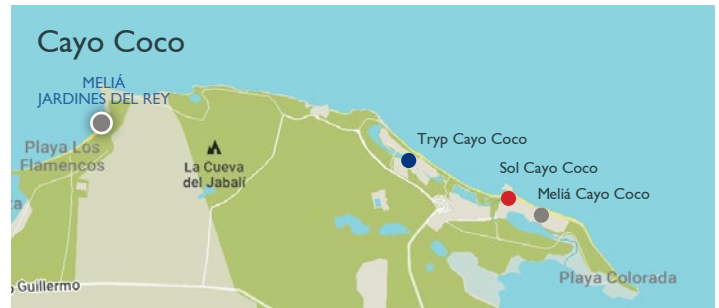 Cayo Coco
MELIÁ
JARDINES DEL REY
Playa Los
Flamencos
La Cueva
del Jabalí
Tryp Cayo Coco
Sol Cayo Coco
Meliá Cayo Coco
Playa Colorada
Guillermo